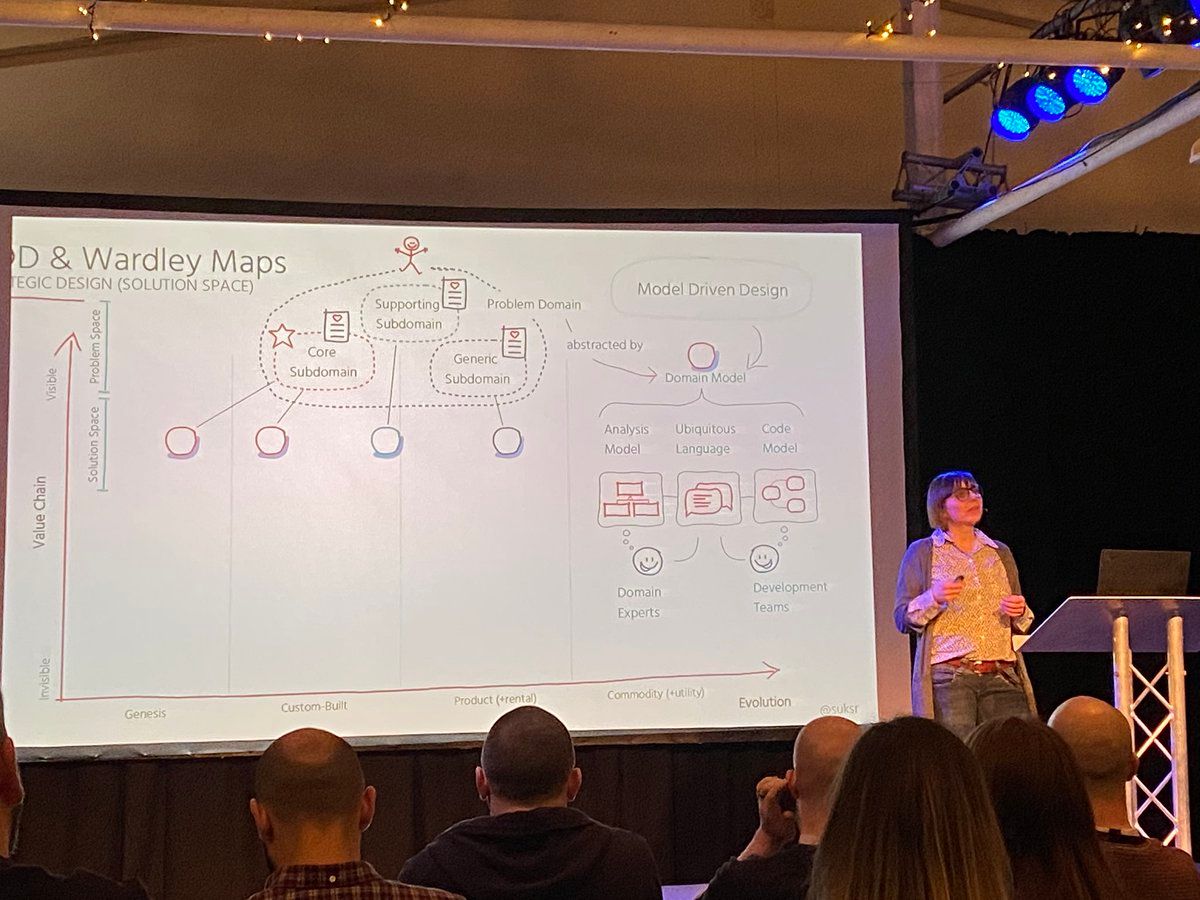 D & Wardley Maps
TEGIC DESIGN (SOLUTION SPACE)
Problem Space
Visible
Solution Space
Value Chain
Invisible
Supporting
Subdomain
Problem Domain
Core
Subdomain
Generic
Subdomain
abstracted by
Model Driven Design
Domain Model
Analysis
Model
Ubiquitous
Language
Code
Model
Domain
Experts
Development
Teams
Genesis
Custom-Built
Product (+rental)
Commodity (+utility)
Evolution
@suksr